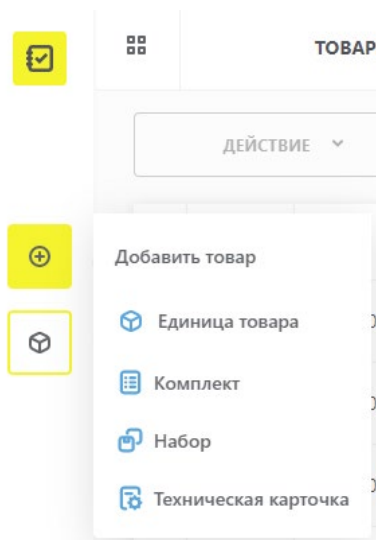 ТОВАР
ДЕЙСТВИЕ
Добавить товар
Единица товара
Комплект
Набор
Техническая карточка